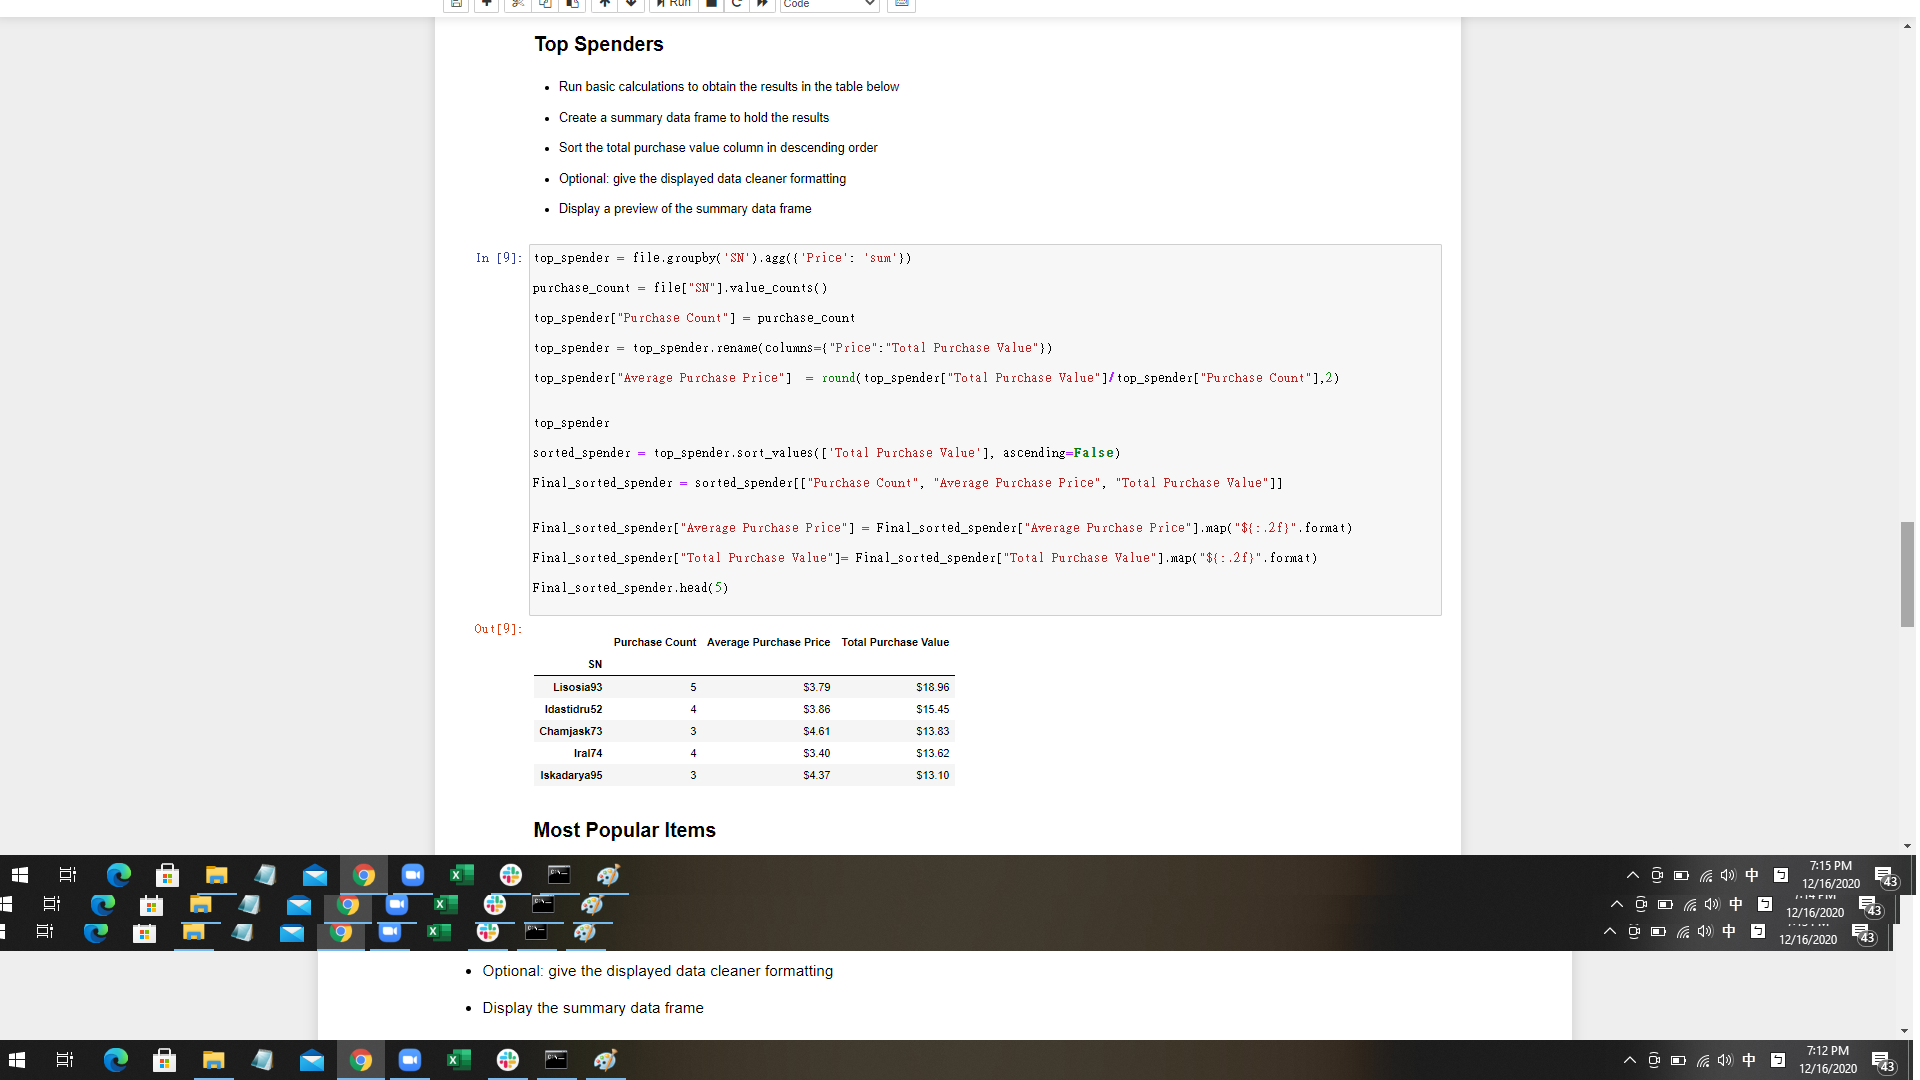 Run
Code
Top Spenders
Run basic calculations to obtain the results in the table below
Create a summary data frame to hold the results
Sort the total purchase value column in descending order
Optional: give the displayed data cleaner formatting
Display a preview of the summary data frame
In [9]:
top_spender = file.groupby('SN').agg({'Price': 'sum'})
purchase_count = file["SN"].value_counts()
top_spender["Purchase Count"] = purchase_count
top_spender = top_spender.rename(columns={"Price":"Total Purchase Value"})
top_spender["Average Purchase Price"]  = round(top_spender["Total Purchase Value"]/top_spender["Purchase Count"],2)
top_spender
sorted_spender = top_spender.sort_values(['Total Purchase Value'], ascending=False)
Final_sorted_spender = sorted_spender[["Purchase Count", "Average Purchase Price", "Total Purchase Value"]]
Final_sorted_spender["Average Purchase Price"] = Final_sorted_spender["Average Purchase Price"].map("${:.2f}".format)
Final_sorted_spender["Total Purchase Value"]= Final_sorted_spender["Total Purchase Value"].map("${:.2f}".format)
Final_sorted_spender.head(5)
Out[9]:
Purchase Count Average Purchase Price Total Purchase Value
SN
Lisosia93 5 $3.79 $18.96
Idastidru52 4 $3.86 $15.45
Chamjask73 3 $4.61 $13.83
Iral74 4 $3.40 $13.62
Iskadarya95 3 $4.37 $13.10
Most Popular Items
中 7:15 PM
12/16/2020 43
中 7:14 PM
12/16/2020 43
中
12/16/2020 43
Optional: give the displayed data cleaner formatting
Display the summary data frame
中 7:12 PM
12/16/2020 43